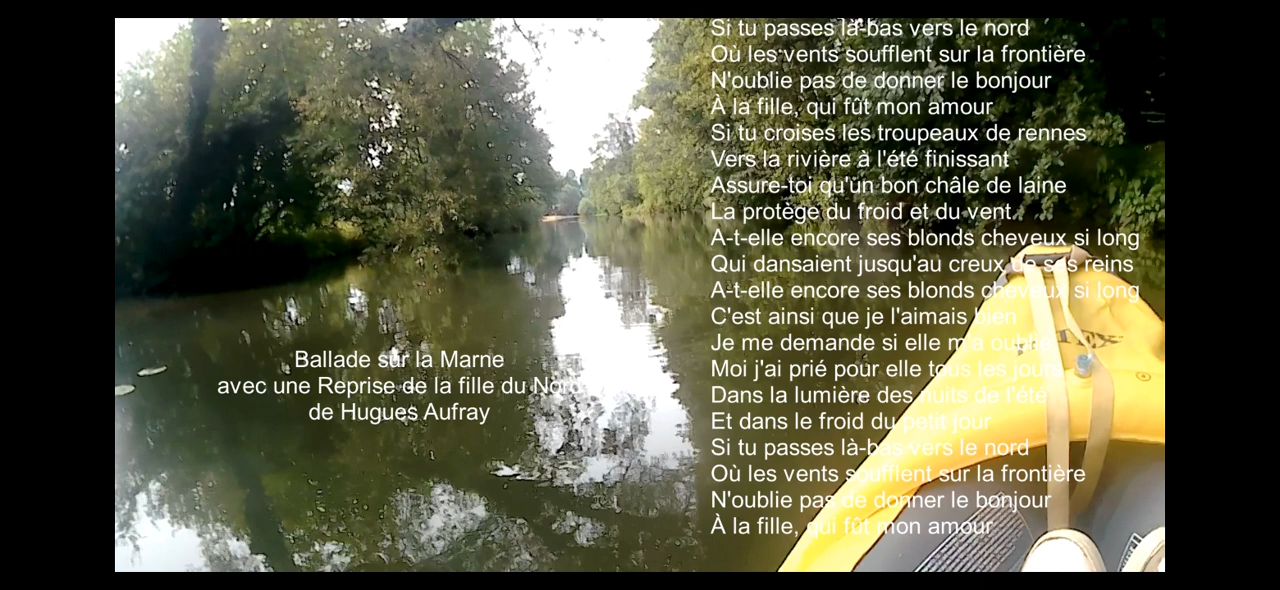 Ballade sur la Marne
avec une Reprise de la fille du Nord
de Hugues Aufray
Si tu passes là-bas vers le nord
Où les vents soufflent sur la frontière
N'oublie pas de donner le bonjour
À la fille, qui fût mon amour
Si tu croises les troupeaux de rennes
Vers la rivière à l'été finissant
Assure-toi qu'un bon châle de laine
La protège du froid et du vent..
A-t-elle encore ses blonds cheveux si long
Qui dansaient jusqu'au creux de ses reins
A-t-elle encore ses blonds cheveux si long
C'est ainsi que je l'aimais bien
Je me demande si elle m'a oublié
Moi j'ai prié pour elle tous les jours
Dans la lumière des nuits de l'été
Et dans le froid du petit jour
Si tu passes là-bas vers le nord
Où les vents soufflent sur la frontière
N'oublie pas de donner le bonjour
À la fille, qui fût mon amour